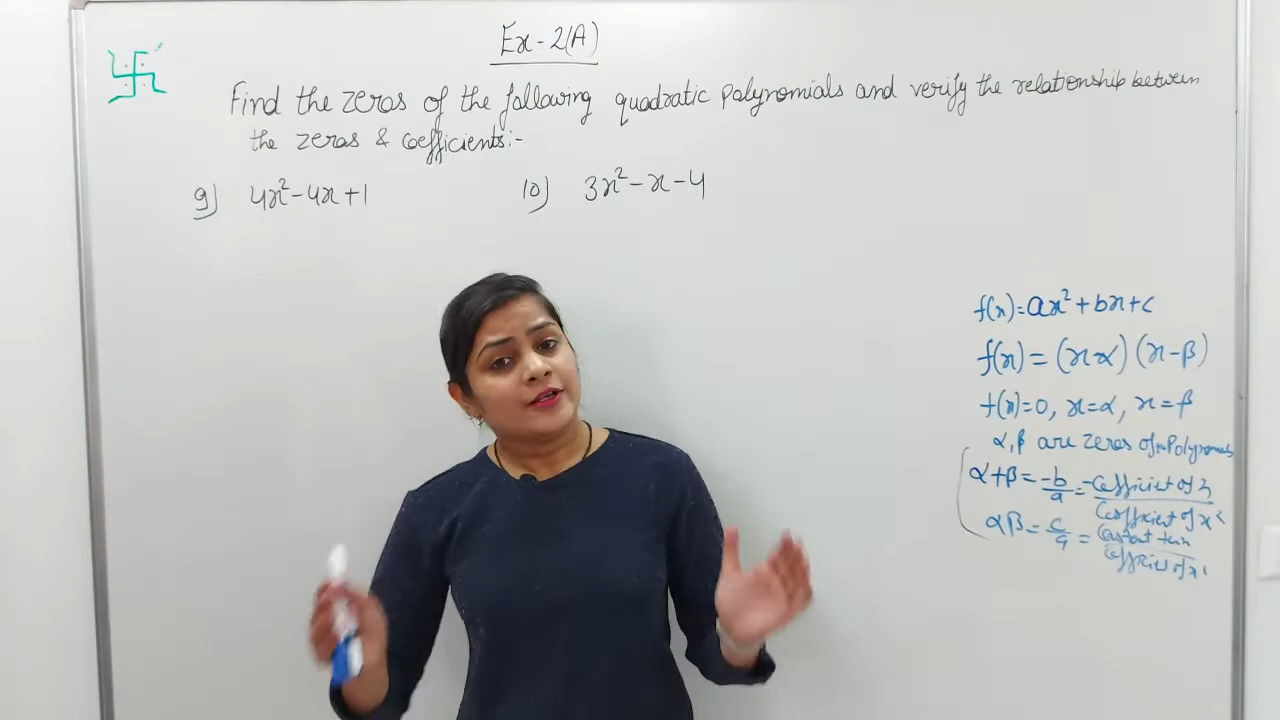 Ex-2(A)
Find the zeros of the following quadratic polynomials and verify the relationship between
the zeros & coefficients:-
9) 4x²-4x+1
10) 3x²-x-4
f(x)=ax²+bx+c
f(x)=(x-α)(x-β)
f(x)=0, x=α, x=β
α,β are zeros of Polynomials
α+β=-b/a=-Coefficient of x/Coefficient of x²
αβ=c/a=Constant term/Coefficient of x²